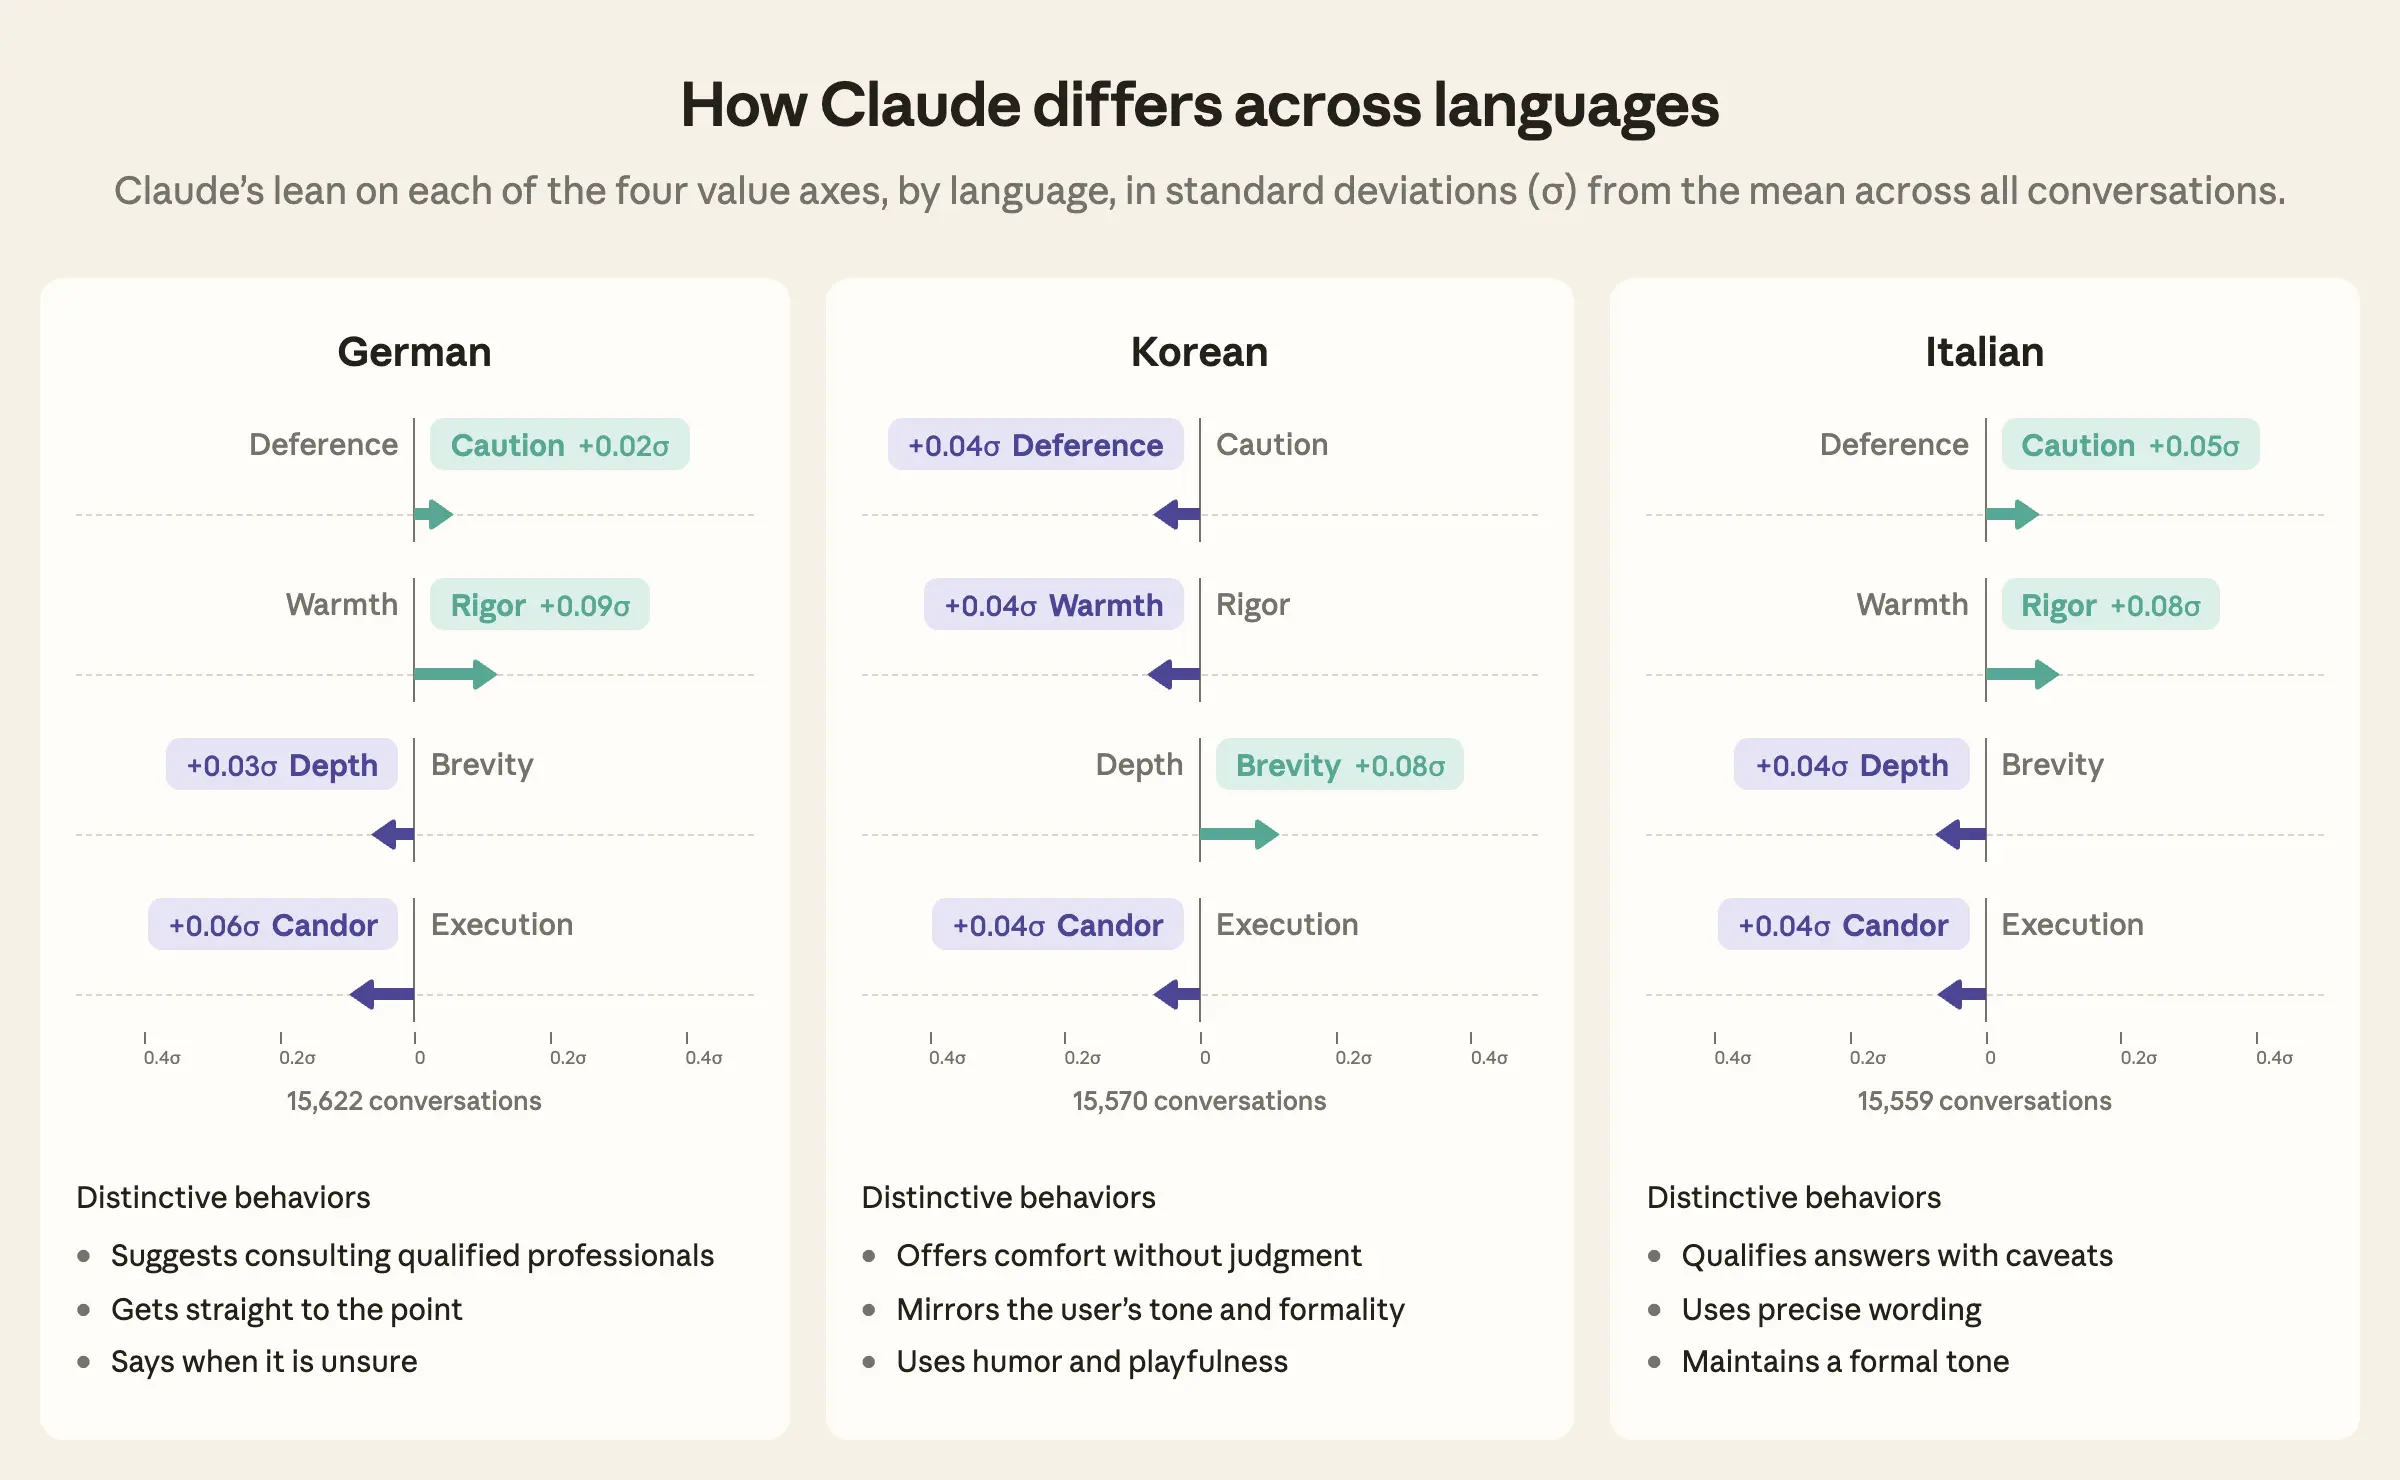 How Claude differs across languages
Claude’s lean on each of the four value axes, by language, in standard deviations (σ) from the mean across all conversations.
German
Deference
Caution +0.02σ
Warmth
Rigor +0.09σ
+0.03σ Depth
Brevity
+0.06σ Candor
Execution
0.4σ 0.2σ 0 0.2σ 0.4σ
15,622 conversations
Distinctive behaviors
• Suggests consulting qualified professionals
• Gets straight to the point
• Says when it is unsure
Korean
+0.04σ Deference
Caution
+0.04σ Warmth
Rigor
Depth
Brevity +0.08σ
+0.04σ Candor
Execution
0.4σ 0.2σ 0 0.2σ 0.4σ
15,570 conversations
Distinctive behaviors
• Offers comfort without judgment
• Mirrors the user’s tone and formality
• Uses humor and playfulness
Italian
Deference
Caution +0.05σ
Warmth
Rigor +0.08σ
+0.04σ Depth
Brevity
+0.04σ Candor
Execution
0.4σ 0.2σ 0 0.2σ 0.4σ
15,559 conversations
Distinctive behaviors
• Qualifies answers with caveats
• Uses precise wording
• Maintains a formal tone